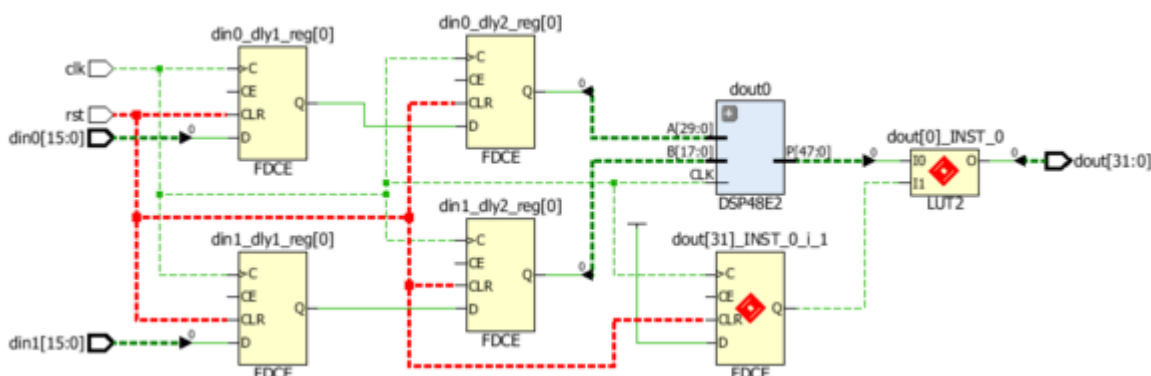 din0_dly1_reg[0]
clk
C
CE
rst
CLR
Q
din0[15:0]
0
D
FDCE
din0_dly2_reg[0]
C
CE
Q
0
CLR
D
FDCE
dout0
A[29:0]
B[17:0]
P[47:0]
CLK
DSP48E2
dout[0]_INST_0
0
I0
O
0
dout[31:0]
I1
LUT2
din1_dly1_reg[0]
C
CE
Q
CLR
din1[15:0]
0
D
FDCE
din1_dly2_reg[0]
C
CE
Q
0
CLR
D
FDCE
dout[31]_INST_0_i_1
C
CE
Q
CLR
D
FDCE